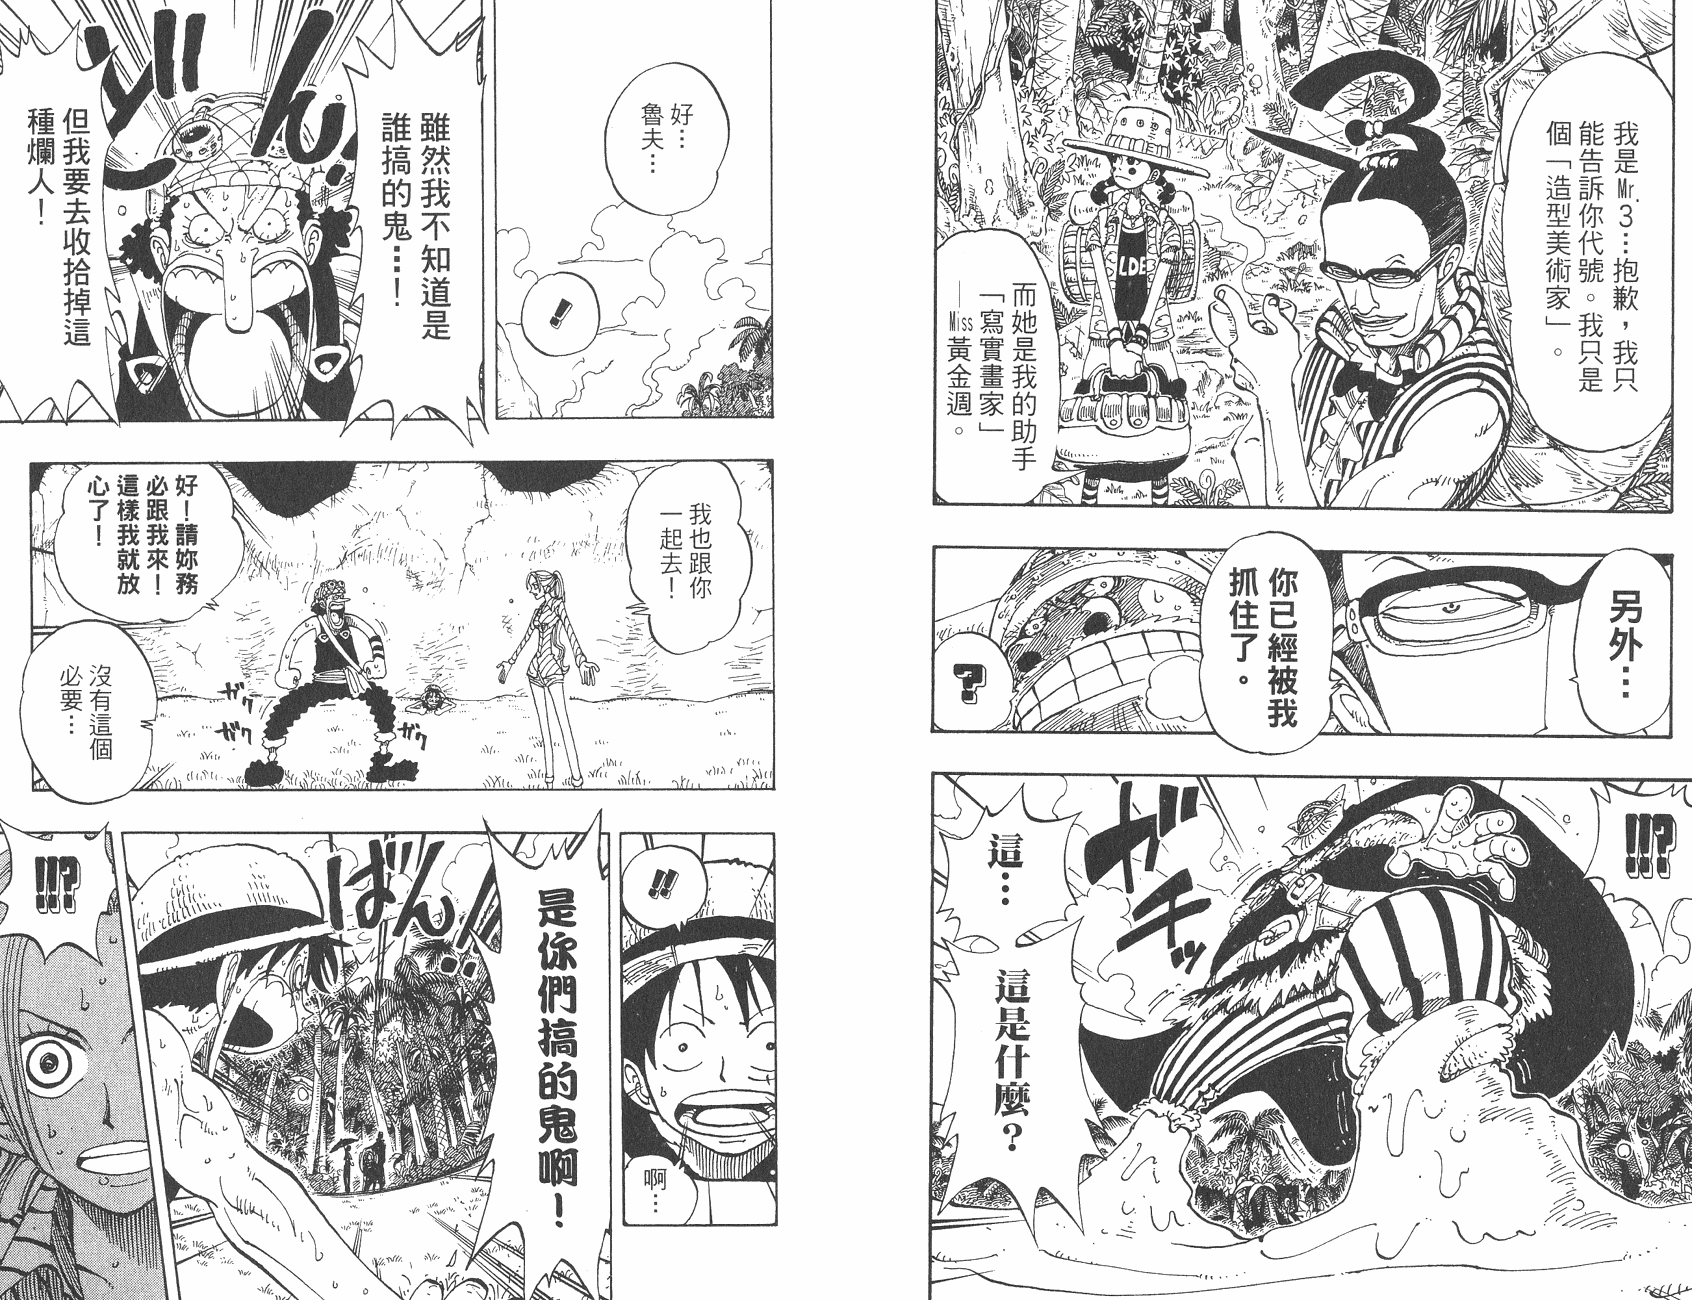 我是Mr.3…抱歉，我只
能告訴你代號。我只是
個「造型美術家」。
LDE
而她是我的助手
「寫實畫家」
—Miss黃金週。
另外…
你已經被我
抓住了。
?
!!?
ガチッ
這…
這是什麼？
好…
魯夫…
!
どんん
雖然我不知道是
誰搞的鬼…！
但我要去收拾掉這
種爛人！
我也跟你
一起去！
好！請妳務
必跟我來！
這樣我就放
心了！
ガク
ガク
ガク
沒有這個
必要…
!!
啊…
是你們搞的鬼啊！
ばん!!
!!?